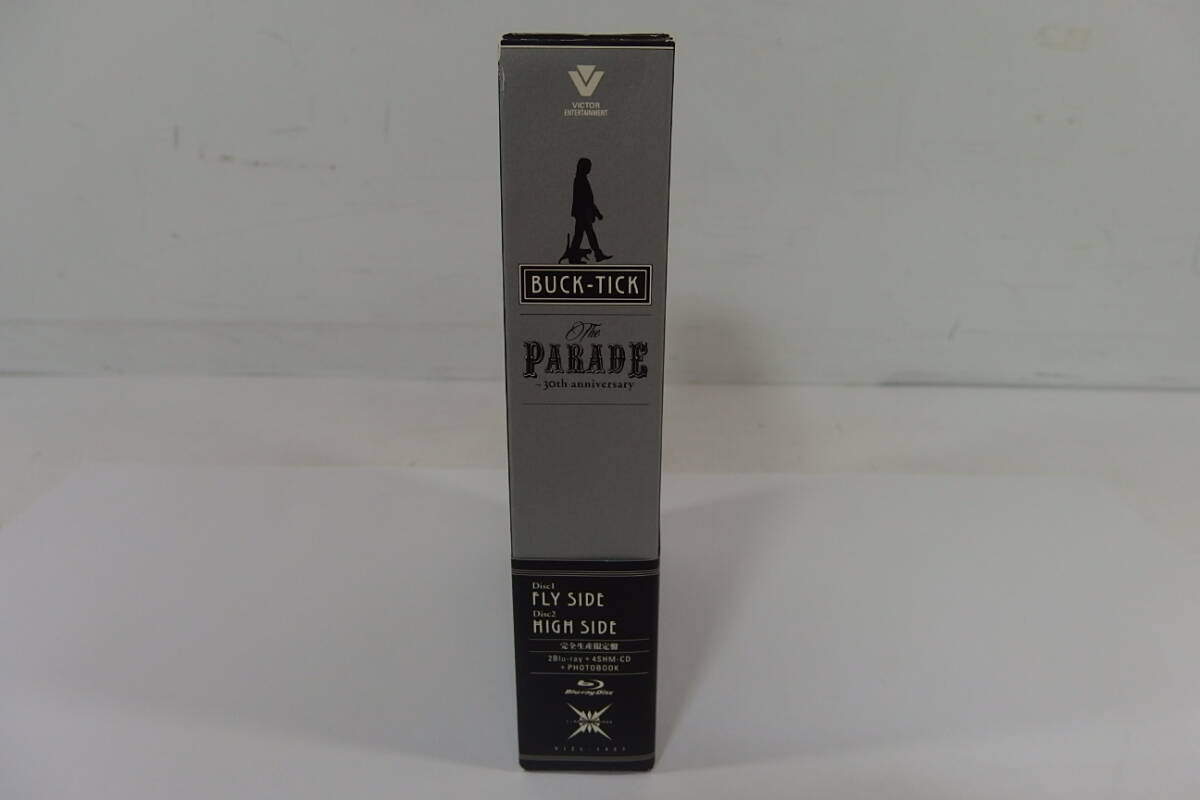 VICTOR
ENTERTAINMENT
BUCK-TICK
The
PARADE
~30th anniversary
Disc1
FLY SIDE
Disc2
HIGH SIDE
完全生産限定盤
2Blu-ray + 4SHM-CD
+ PHOTOBOOK
Blu-ray Disc